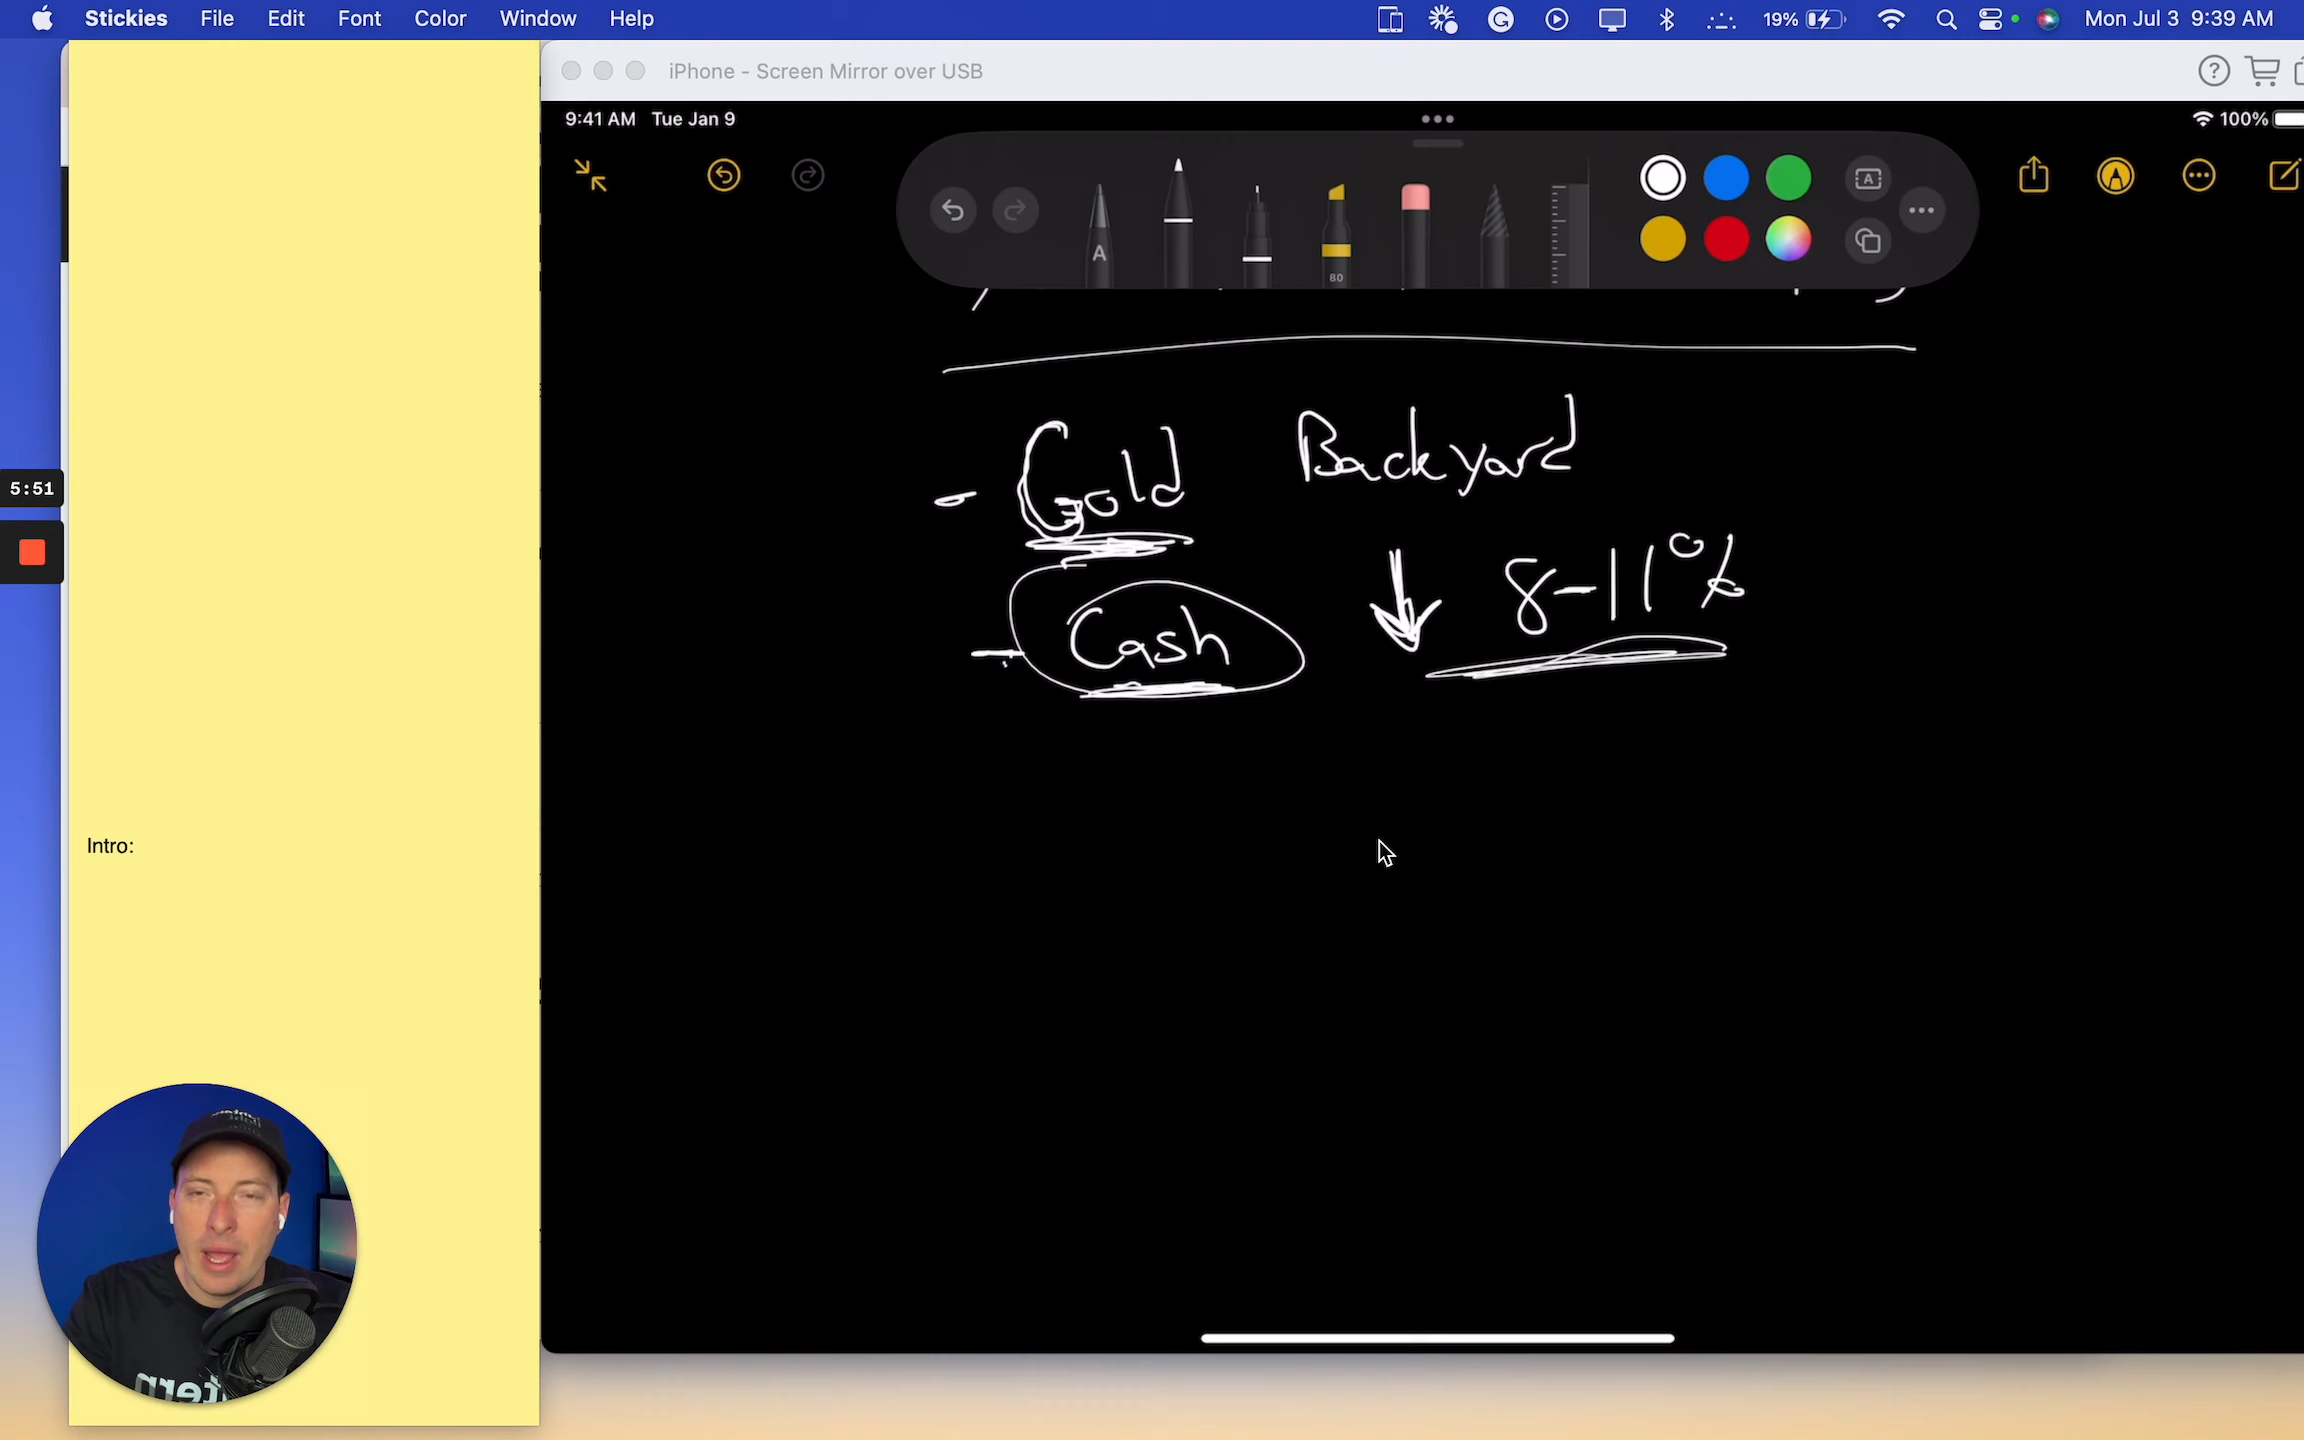 Stickies File Edit Font Color Window Help 19% Mon Jul 3 9:39 AM
iPhone - Screen Mirror over USB
9:41 AM Tue Jan 9 100%
A
A
80
- Gold Backyard
5:51
- Cash ↓ 8-11%
Intro: